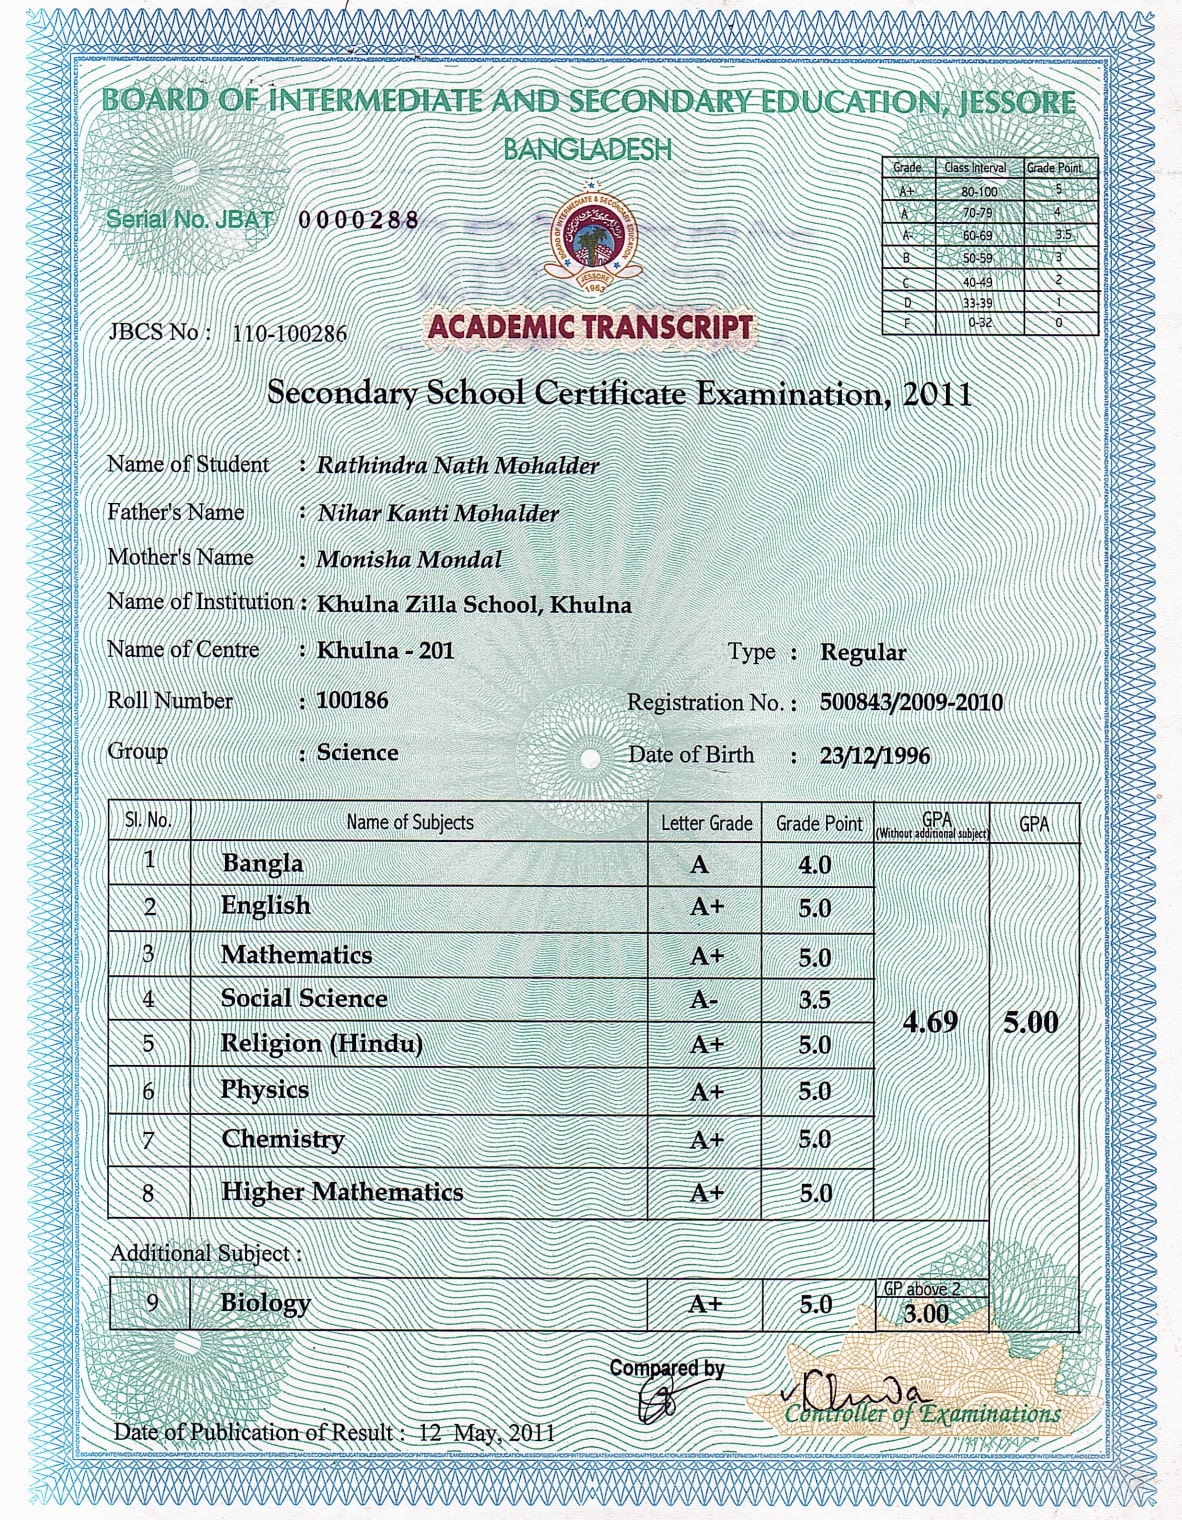 BOARD OF INTERMEDIATE AND SECONDARY EDUCATION, JESSORE
BANGLADESH
Grade Class Interval Grade Point
A+ 80-100 5
A 70-79 4
A- 60-69 3.5
B 50-59 3
C 40-49 2
D 33-39 1
F 0-32 0
Serial No. JBAT 0000288
BOARD OF INTERMEDIATE & SECONDARY EDUCATION
JESSORE
1963
JBCS No : 110-100286
ACADEMIC TRANSCRIPT
Secondary School Certificate Examination, 2011
Name of Student : Rathindra Nath Mohalder
Father's Name : Nihar Kanti Mohalder
Mother's Name : Monisha Mondal
Name of Institution : Khulna Zilla School, Khulna
Name of Centre : Khulna - 201 Type : Regular
Roll Number : 100186 Registration No. : 500843/2009-2010
Group : Science Date of Birth : 23/12/1996
Sl. No. Name of Subjects Letter Grade Grade Point GPA (Without additional subject) GPA
1 Bangla A 4.0
2 English A+ 5.0
3 Mathematics A+ 5.0
4 Social Science A- 3.5
4.69 5.00
5 Religion (Hindu) A+ 5.0
6 Physics A+ 5.0
7 Chemistry A+ 5.0
8 Higher Mathematics A+ 5.0
Additional Subject :
GP above 2
9 Biology A+ 5.0 3.00
Compared by
Controller of Examinations
Date of Publication of Result : 12 May, 2011